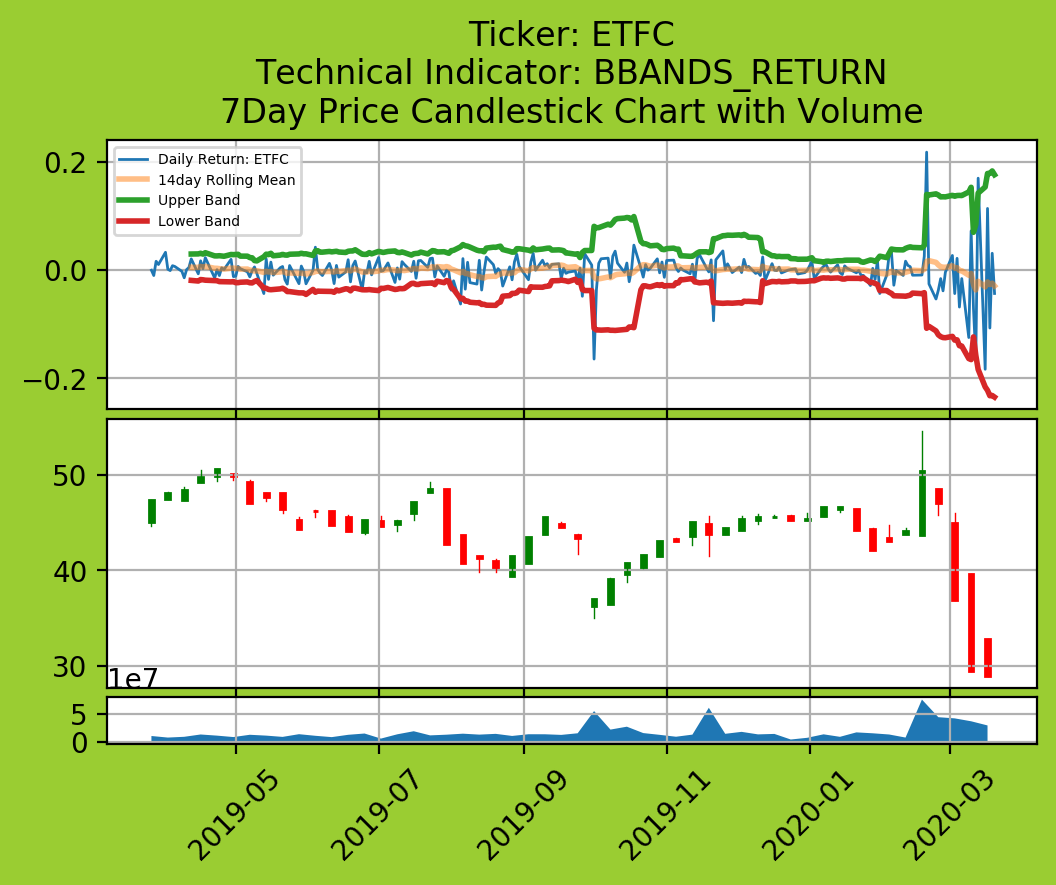 Ticker: ETFC
Technical Indicator: BBANDS_RETURN
7Day Price Candlestick Chart with Volume
Daily Return: ETFC
14day Rolling Mean
Upper Band
Lower Band
0.2
0.0
−0.2
50
40
30
1e7
5
0
2019-05
2019-07
2019-09
2019-11
2020-01
2020-03